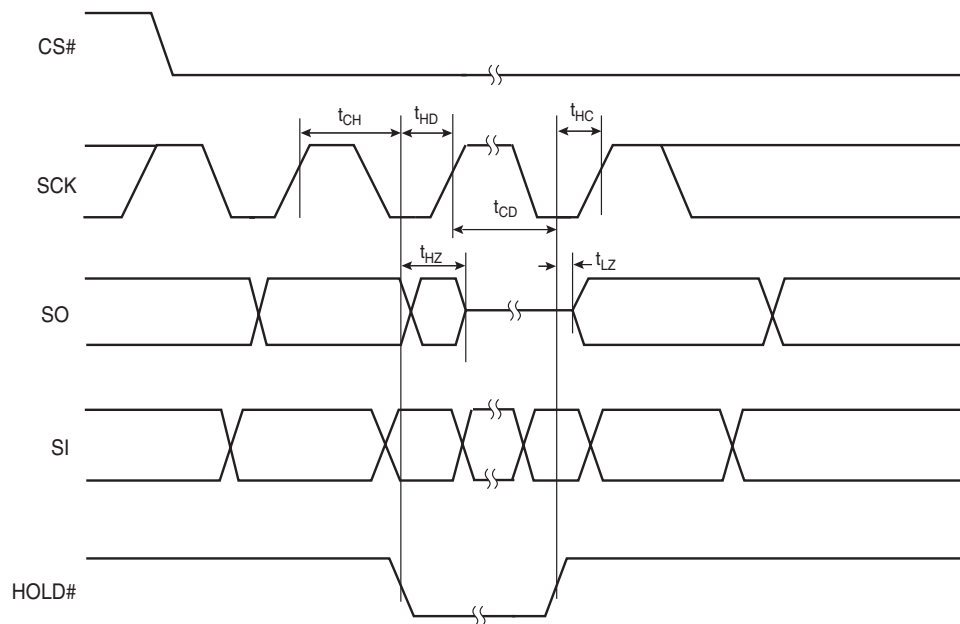 CS#
tCH
tHD
tHC
SCK
tCD
tHZ
tLZ
SO
SI
HOLD#